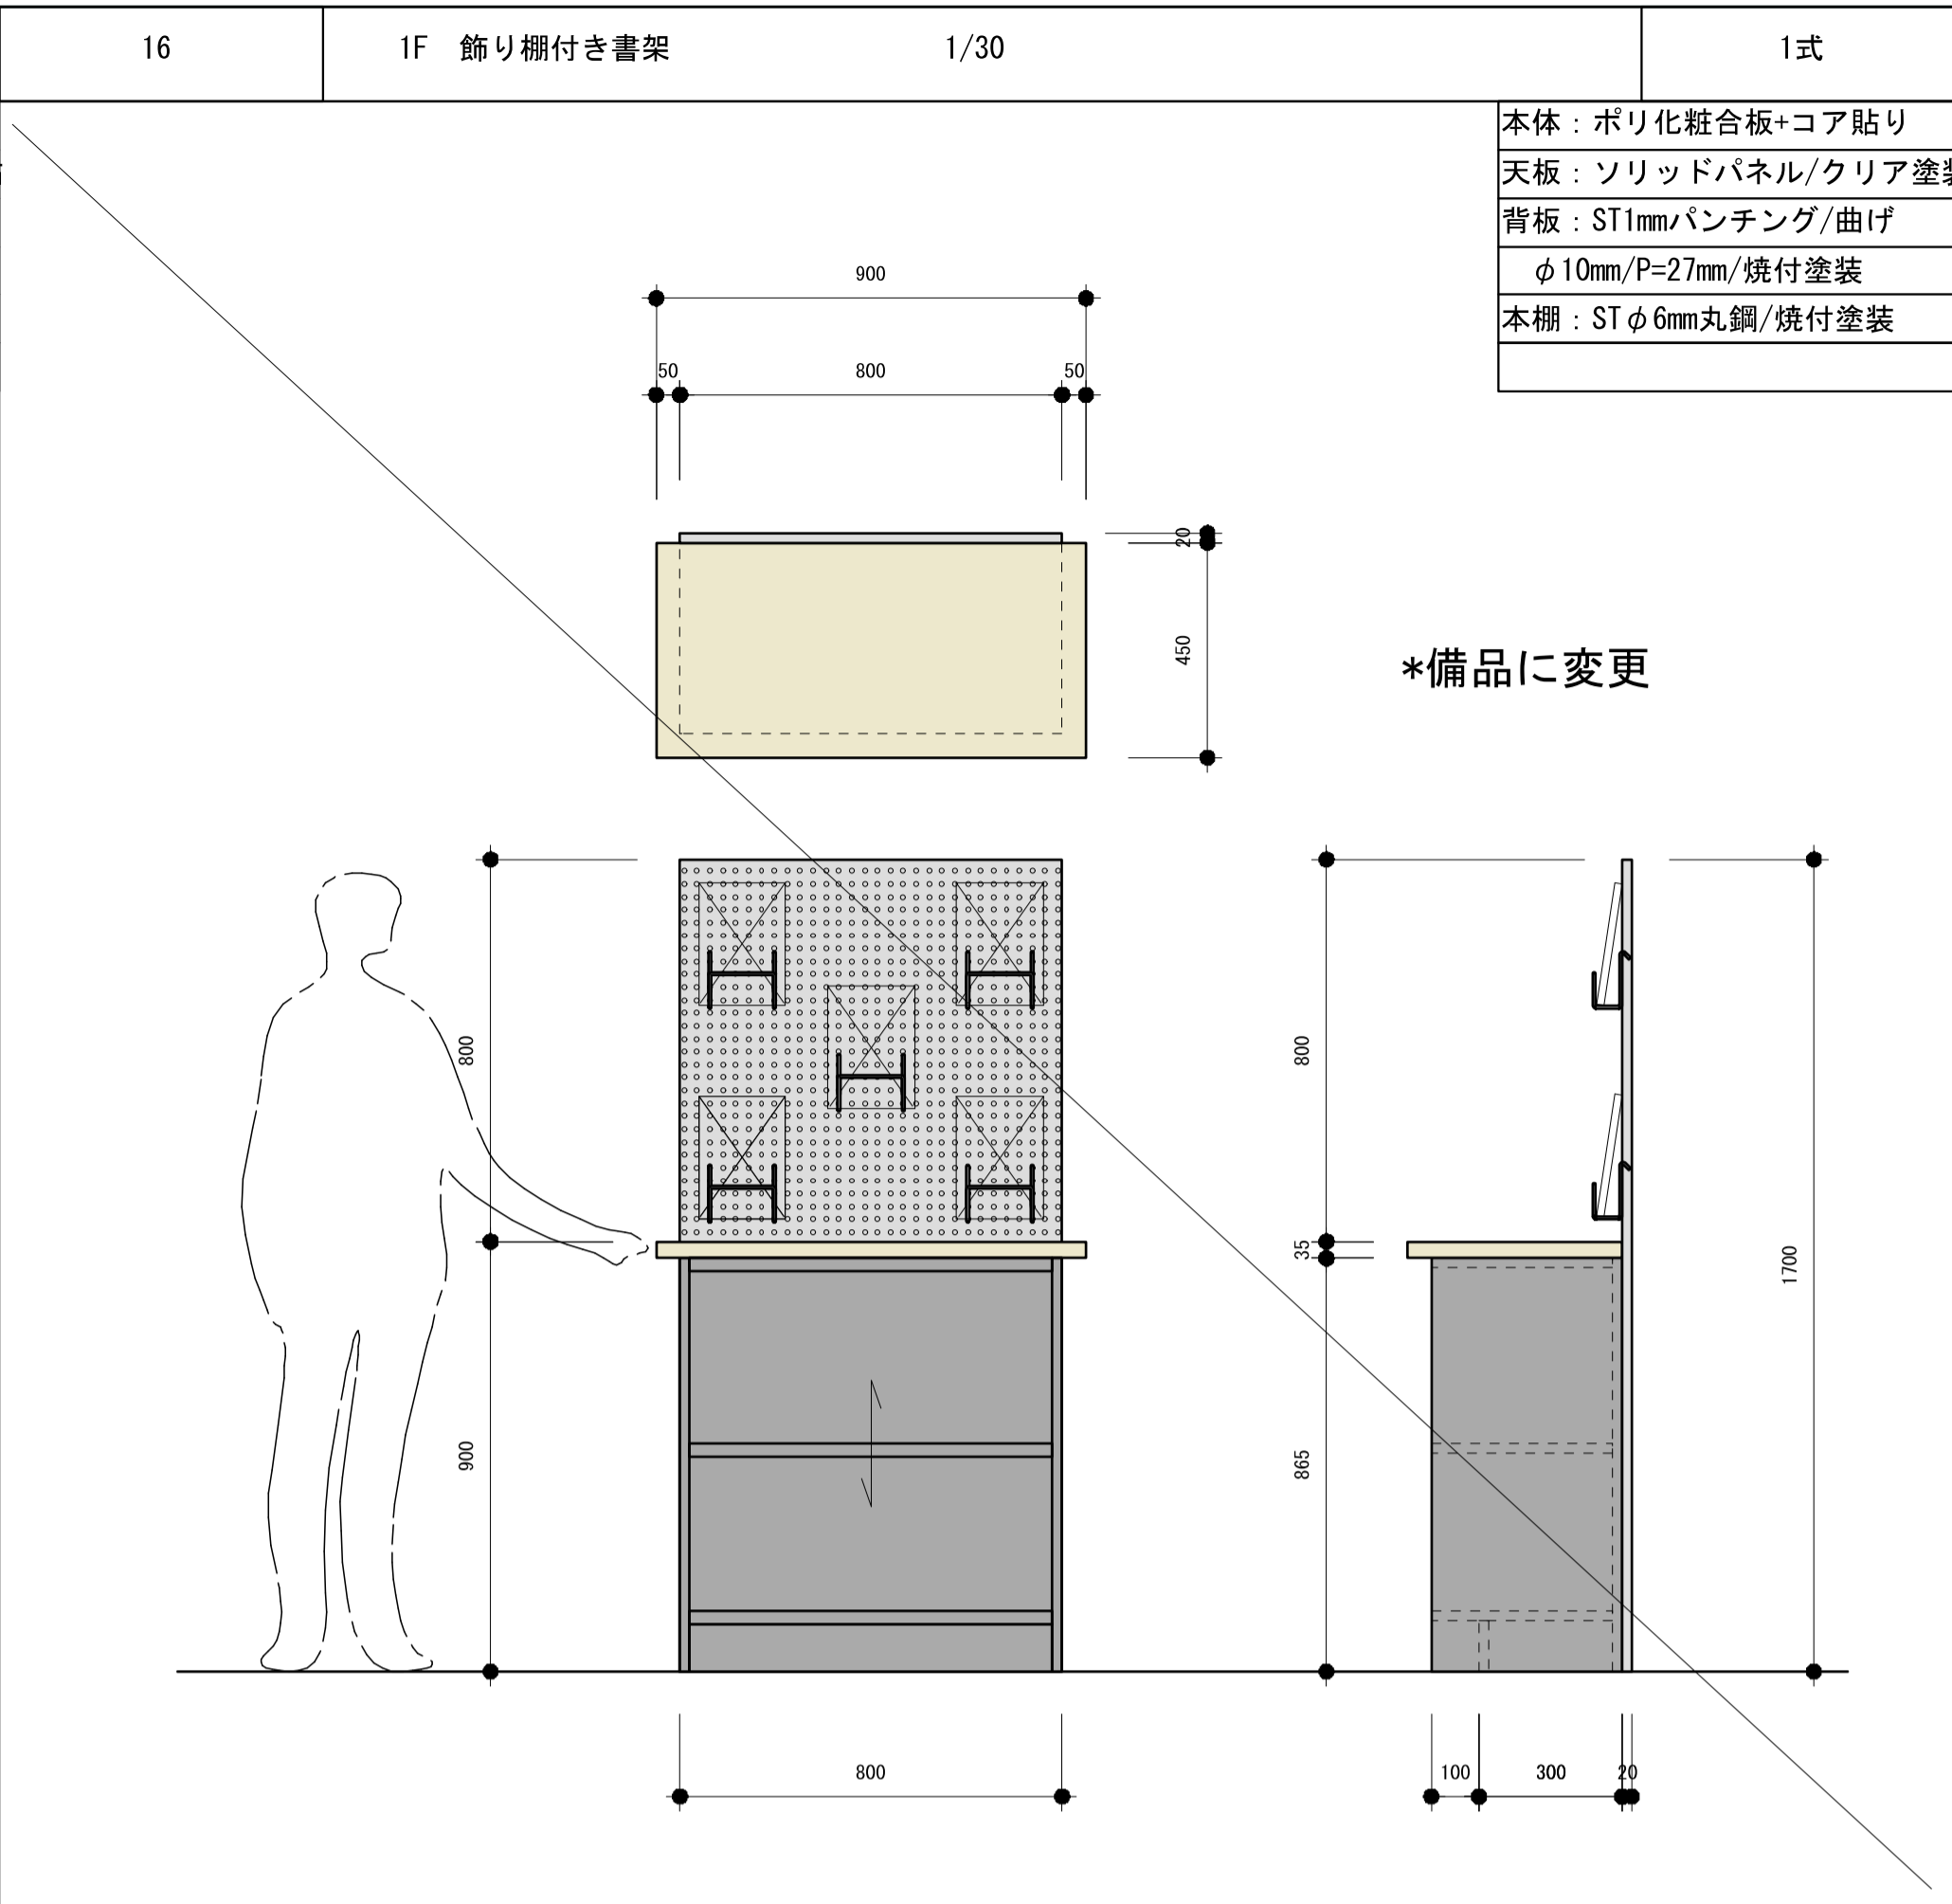 16
1F 飾り棚付き書架 1/30
1式
本体：ポリ化粧合板+コア貼り
天板：ソリッドパネル/クリア塗装
背板：ST1mmパンチング/曲げ
φ10mm/P=27mm/焼付塗装
本棚：STφ6mm丸鋼/焼付塗装
900
50 800 50
20
450
*備品に変更
800
800
35
1700
900
865
800
100 300 20